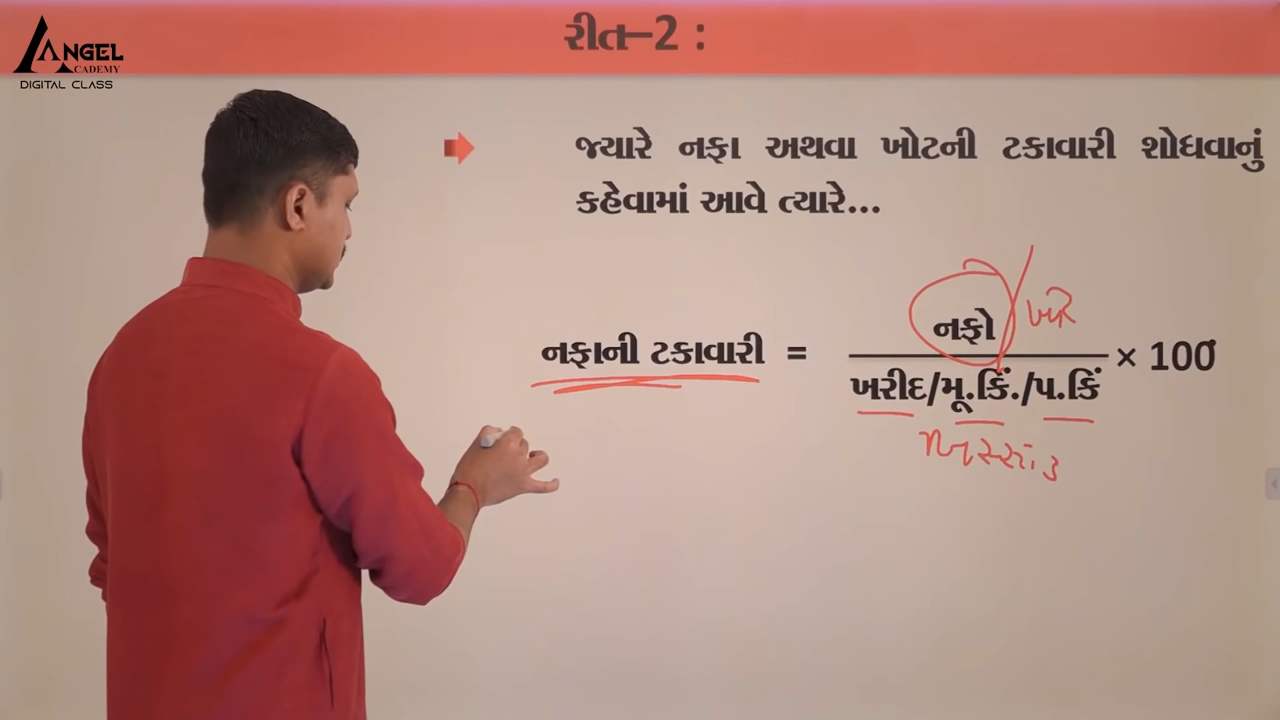 ANGEL
ACADEMY
DIGITAL CLASS
રીત–2 :
જ્યારે નફા અથવા ખોટની ટકાવારી શોધવાનું
કહેવામાં આવે ત્યારે...
નફાની ટકાવારી = નફો / ખરીદ/મૂ.કિં./પ.કિં × 100